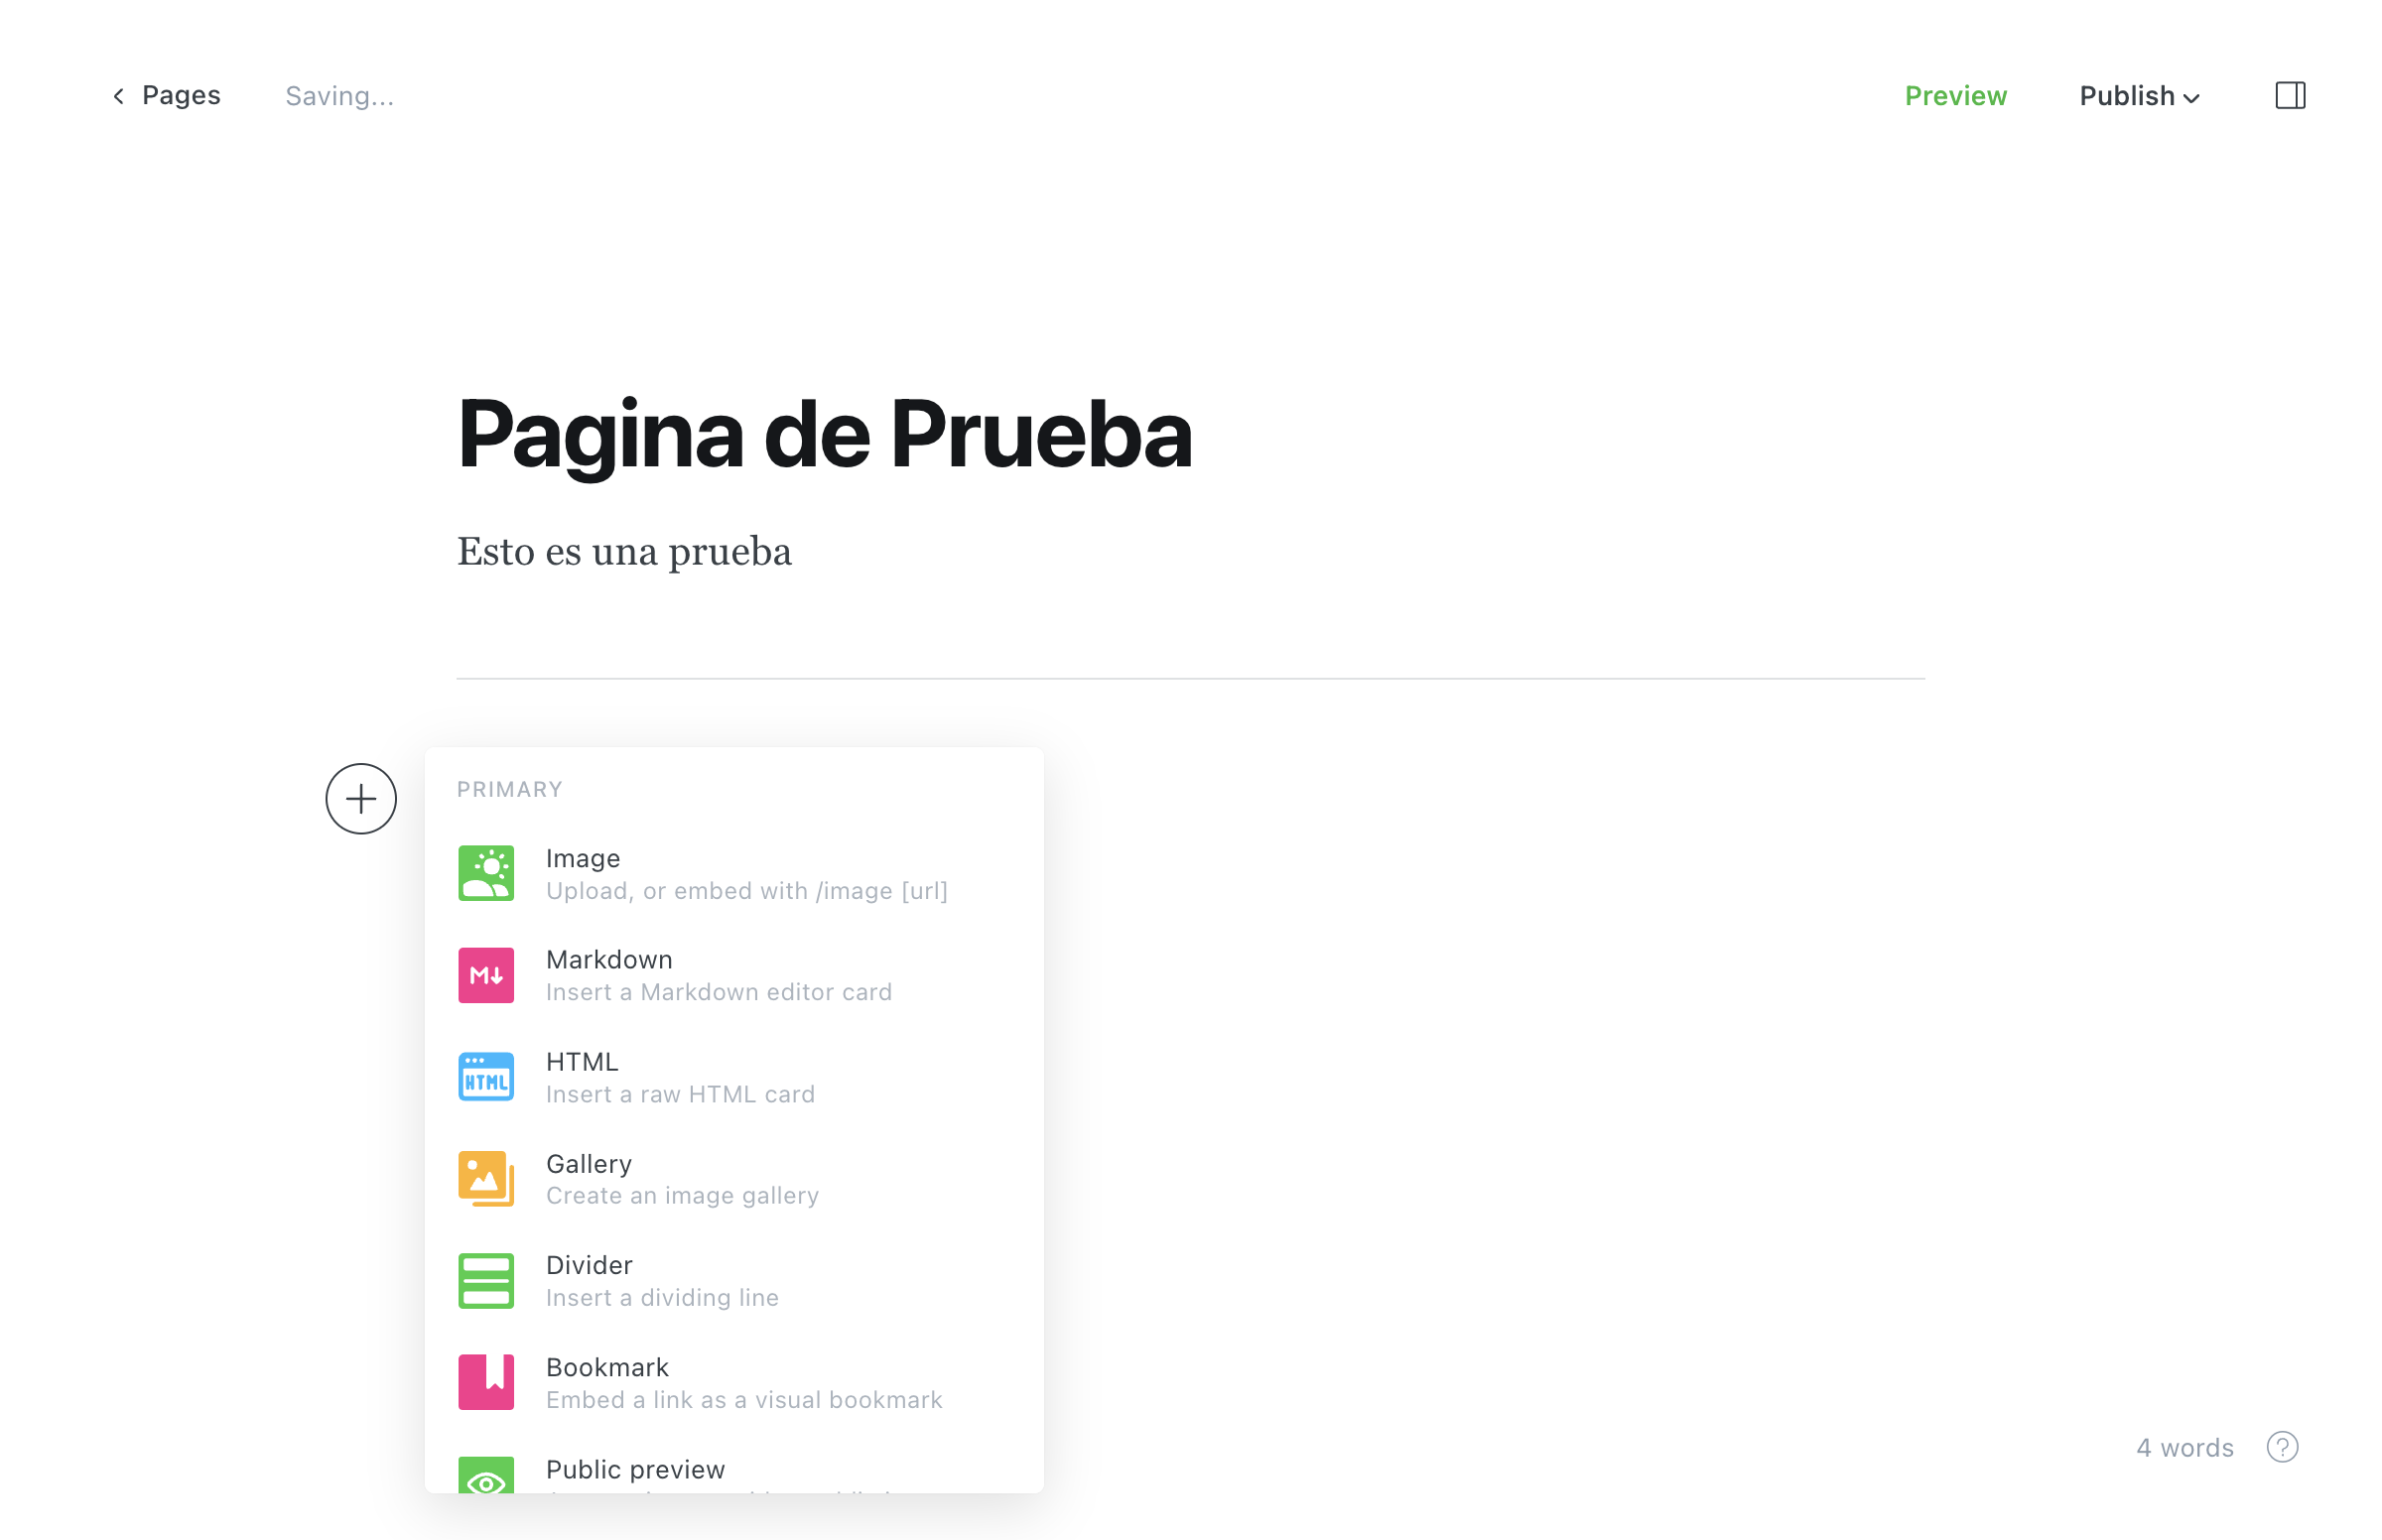 Pages
Saving...
Preview
Publish
Pagina de Prueba
Esto es una prueba
PRIMARY
Image
Upload, or embed with /image [url]
M
Markdown
Insert a Markdown editor card
HTML
HTML
Insert a raw HTML card
Gallery
Create an image gallery
Divider
Insert a dividing line
Bookmark
Embed a link as a visual bookmark
Public preview
4 words
?